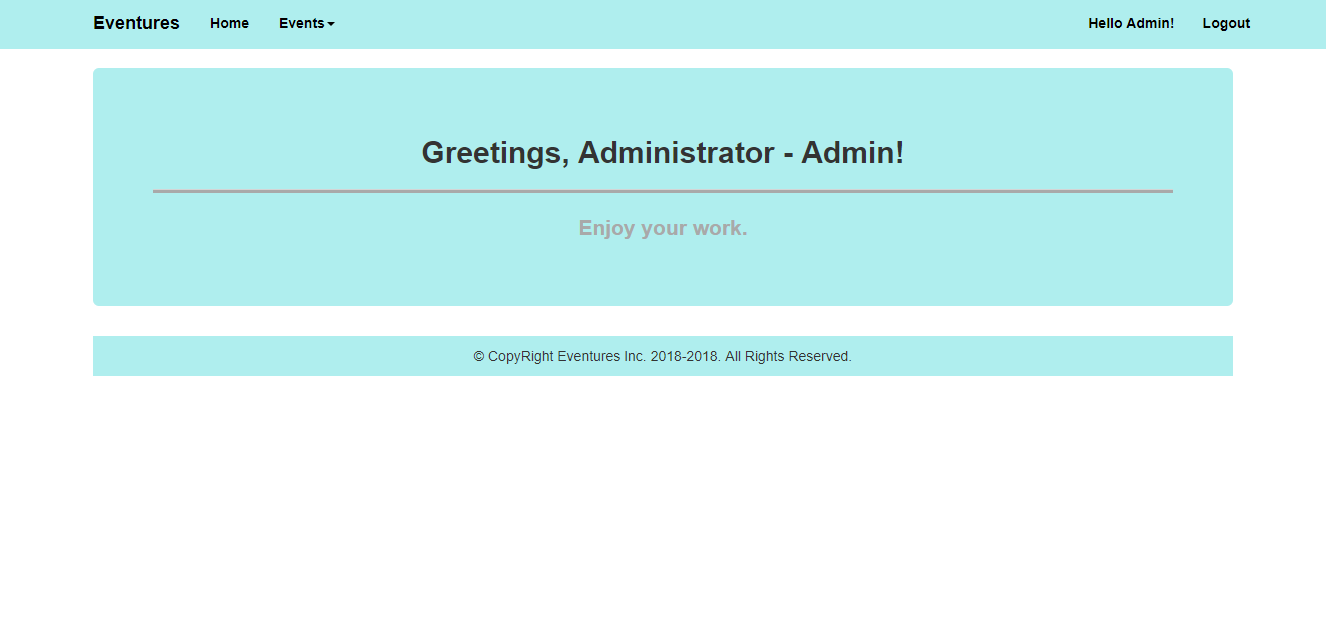 Eventures Home Events Hello Admin! Logout
Greetings, Administrator - Admin!
Enjoy your work.
© CopyRight Eventures Inc. 2018-2018. All Rights Reserved.